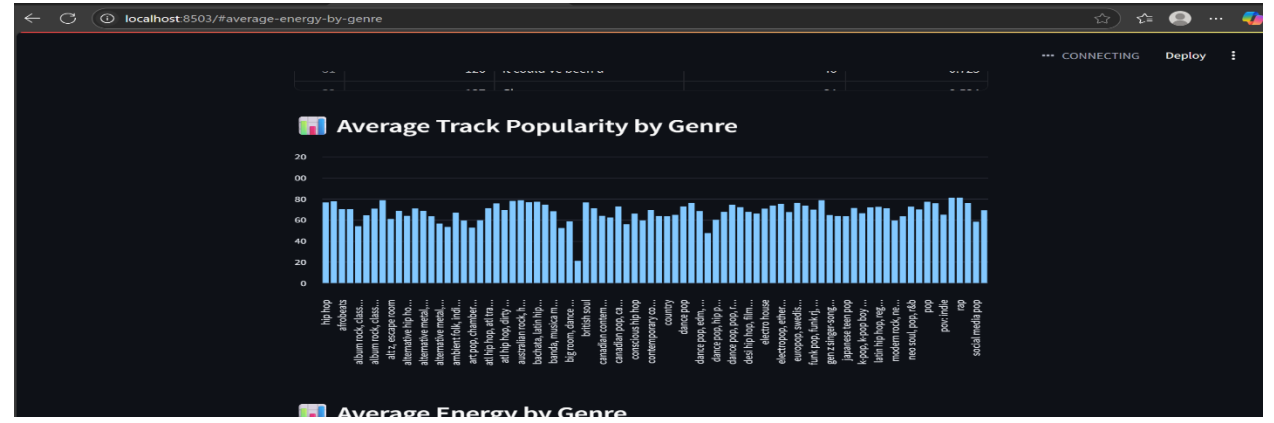 localhost:8503/#average-energy-by-genre
CONNECTING Deploy
Average Track Popularity by Genre
20
00
80
60
40
20
0
hip hop
afrobeats
album rock, class...
album rock, class...
alt z, escape room
alternative hip ho...
alternative metal,...
alternative metal,...
ambient folk, indi...
art pop, chamber...
atl hip hop, atl tra...
atl hip hop, dirty ...
australian rock, h...
bachata, latin hip...
banda, musica m...
big room, dance ...
british soul
canadian contem...
canadian pop, ca...
conscious hip hop
contemporary co...
country
dance pop
dance pop, edm, ...
dance pop, hip p...
dance pop, pop, r...
desi hip hop, film...
electro house
electropop, ether...
europop, swedis...
funk pop, funk rj, ...
gen z singer-song...
japanese teen pop
k-pop, k-pop boy ...
latin hip hop, reg...
modern rock, ne...
neo soul, pop, r&b
pop
pov: indie
rap
social media pop
Average Energy by Genre